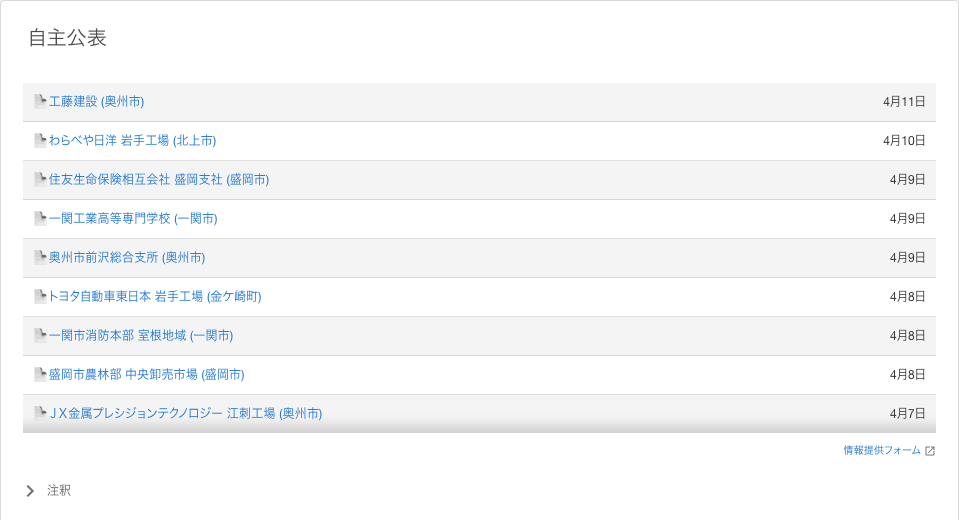 自主公表
工藤建設 (奥州市) 4月11日
わらべや日洋 岩手工場 (北上市) 4月10日
住友生命保険相互会社 盛岡支社 (盛岡市) 4月9日
一関工業高等専門学校 (一関市) 4月9日
奥州市前沢総合支所 (奥州市) 4月9日
トヨタ自動車東日本 岩手工場 (金ケ崎町) 4月8日
一関市消防本部 室根地域 (一関市) 4月8日
盛岡市農林部 中央卸売市場 (盛岡市) 4月8日
ＪＸ金属プレシジョンテクノロジー 江刺工場 (奥州市) 4月7日
情報提供フォーム
注釈